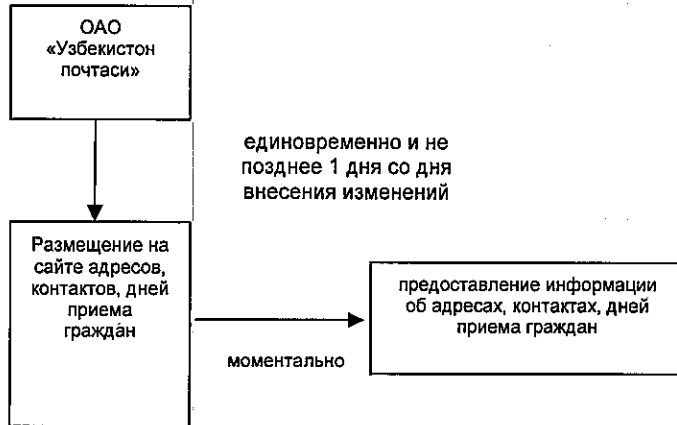 ОАО
«Узбекистон
почтаси»
единовременно и не
позднее 1 дня со дня
внесения изменений
Размещение на
сайте адресов,
контактов, дней
приема
граждан
моментально
предоставление информации
об адресах, контактах, дней
приема граждан